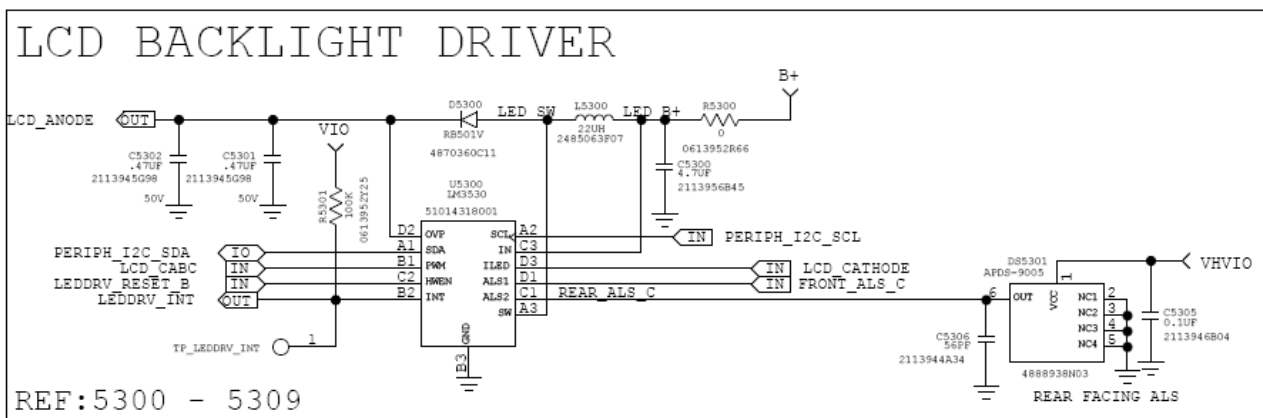 LCD BACKLIGHT DRIVER
B+
D5300
LED_SW
L5300
LED_B+
R5300
LCD_ANODE
OUT
VIO
RB501V
22UH
0
C5302
.47UF
2113945G98
50V
C5301
.47UF
2113945G98
50V
4870360C11
2485063F07
0613952R66
C5300
4.7UF
2113956B45
R5301
100K
0613952Y25
U5300
LM3530
51014318001
D2
OVP
SCL
A2
IN
PERIPH_I2C_SCL
PERIPH_I2C_SDA
IO
A1
SDA
IN
C3
LCD_CABC
IN
B1
PWM
ILED
D3
IN
LCD_CATHODE
LEDDRV_RESET_B
IN
C2
HWEN
ALS1
D1
IN
FRONT_ALS_C
LEDDRV_INT
OUT
B2
INT
ALS2
C1
REAR_ALS_C
SW
A3
GND
B3
TP_LEDDRV_INT
1
DS5301
APDS-9005
1
VHVIO
6
OUT
VCC
NC1
2
NC2
3
NC3
4
NC4
5
C5305
0.1UF
2113946B04
C5306
56PF
2113944A34
4888938N03
REAR FACING ALS
REF:5300 - 5309